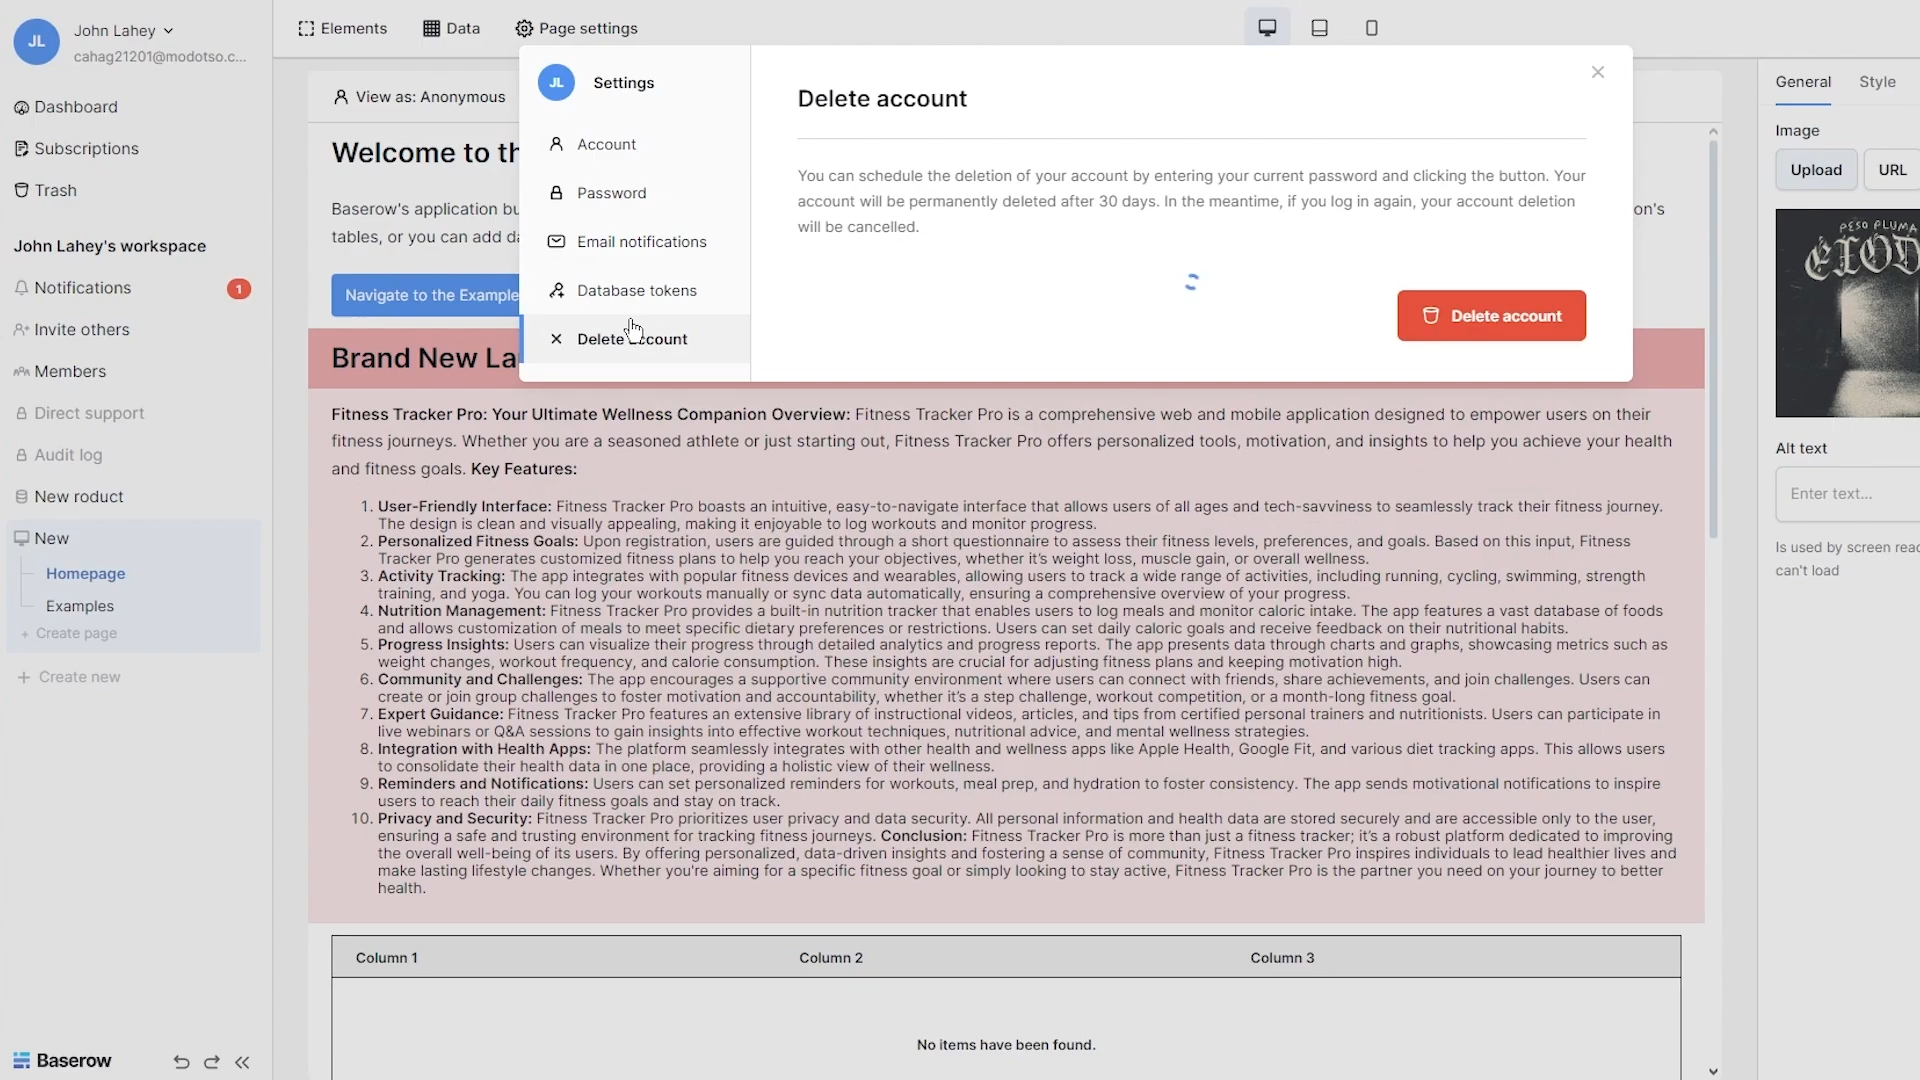 JL
John Lahey
cahag21201@modotso.c...
Dashboard
Subscriptions
Trash
John Lahey's workspace
Notifications
1
Invite others
Members
Direct support
Audit log
New roduct
New
Homepage
Examples
+ Create page
+ Create new
Baserow
Elements
Data
Page settings
View as: Anonymous
Welcome to th
Baserow's application bu
on's
tables, or you can add da
Navigate to the Example
Brand New La
JL
Settings
Account
Password
Email notifications
Database tokens
Delete account
Delete account
You can schedule the deletion of your account by entering your current password and clicking the button. Your
account will be permanently deleted after 30 days. In the meantime, if you log in again, your account deletion
will be cancelled.
Delete account
Fitness Tracker Pro: Your Ultimate Wellness Companion Overview: Fitness Tracker Pro is a comprehensive web and mobile application designed to empower users on their
fitness journeys. Whether you are a seasoned athlete or just starting out, Fitness Tracker Pro offers personalized tools, motivation, and insights to help you achieve your health
and fitness goals. Key Features:
1. User-Friendly Interface: Fitness Tracker Pro boasts an intuitive, easy-to-navigate interface that allows users of all ages and tech-savviness to seamlessly track their fitness journey.
The design is clean and visually appealing, making it enjoyable to log workouts and monitor progress.
2. Personalized Fitness Goals: Upon registration, users are guided through a short questionnaire to assess their fitness levels, preferences, and goals. Based on this input, Fitness
Tracker Pro generates customized fitness plans to help you reach your objectives, whether it's weight loss, muscle gain, or overall wellness.
3. Activity Tracking: The app integrates with popular fitness devices and wearables, allowing users to track a wide range of activities, including running, cycling, swimming, strength
training, and yoga. You can log your workouts manually or sync data automatically, ensuring a comprehensive overview of your progress.
4. Nutrition Management: Fitness Tracker Pro provides a built-in nutrition tracker that enables users to log meals and monitor caloric intake. The app features a vast database of foods
and allows customization of meals to meet specific dietary preferences or restrictions. Users can set daily caloric goals and receive feedback on their nutritional habits.
5. Progress Insights: Users can visualize their progress through detailed analytics and progress reports. The app presents data through charts and graphs, showcasing metrics such as
weight changes, workout frequency, and calorie consumption. These insights are crucial for adjusting fitness plans and keeping motivation high.
6. Community and Challenges: The app encourages a supportive community environment where users can connect with friends, share achievements, and join challenges. Users can
create or join group challenges to foster motivation and accountability, whether it's a step challenge, workout competition, or a month-long fitness goal.
7. Expert Guidance: Fitness Tracker Pro features an extensive library of instructional videos, articles, and tips from certified personal trainers and nutritionists. Users can participate in
live webinars or Q&A sessions to gain insights into effective workout techniques, nutritional advice, and mental wellness strategies.
8. Integration with Health Apps: The platform seamlessly integrates with other health and wellness apps like Apple Health, Google Fit, and various diet tracking apps. This allows users
to consolidate their health data in one place, providing a holistic view of their wellness.
9. Reminders and Notifications: Users can set personalized reminders for workouts, meal prep, and hydration to foster consistency. The app sends motivational notifications to inspire
users to reach their daily fitness goals and stay on track.
10. Privacy and Security: Fitness Tracker Pro prioritizes user privacy and data security. All personal information and health data are stored securely and are accessible only to the user,
ensuring a safe and trusting environment for tracking fitness journeys. Conclusion: Fitness Tracker Pro is more than just a fitness tracker; it's a robust platform dedicated to improving
the overall well-being of its users. By offering personalized, data-driven insights and fostering a sense of community, Fitness Tracker Pro inspires individuals to lead healthier lives and
make lasting lifestyle changes. Whether you're aiming for a specific fitness goal or simply looking to stay active, Fitness Tracker Pro is the partner you need on your journey to better
health.
Column 1 Column 2 Column 3
No items have been found.
General Style
Image
Upload URL
PESO PLUMA
EXOD
Alt text
Enter text...
Is used by screen reac
can't load